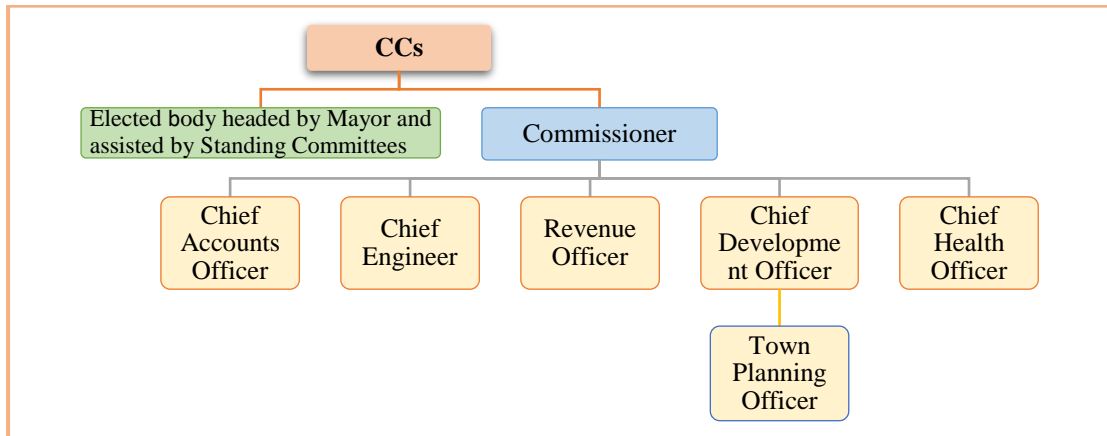 CCs
Elected body headed by Mayor and
assisted by Standing Committees
Commissioner
Chief
Accounts
Officer
Chief
Engineer
Revenue
Officer
Chief
Developme
nt Officer
Chief
Health
Officer
Town
Planning
Officer